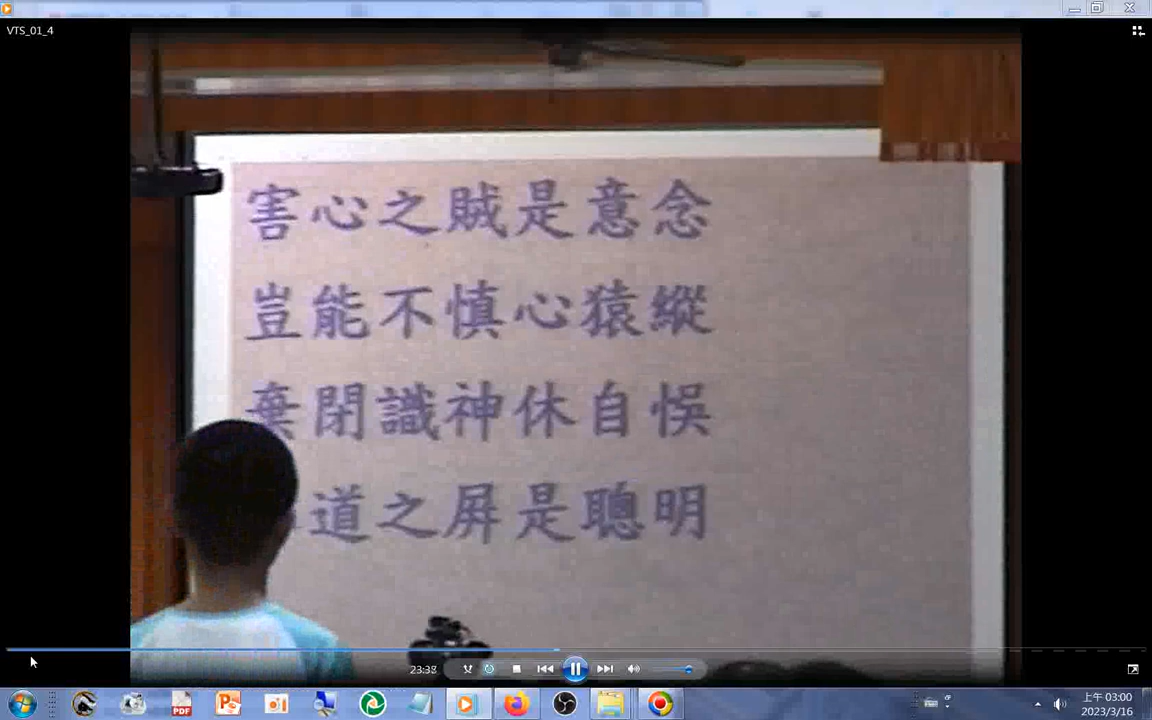 VTS_01_4
害心之賊是意念
豈能不慎心猿縱
棄閉識神休自悞
道之屏是聰明
23:38
PDF
上午 03:00
2023/3/16